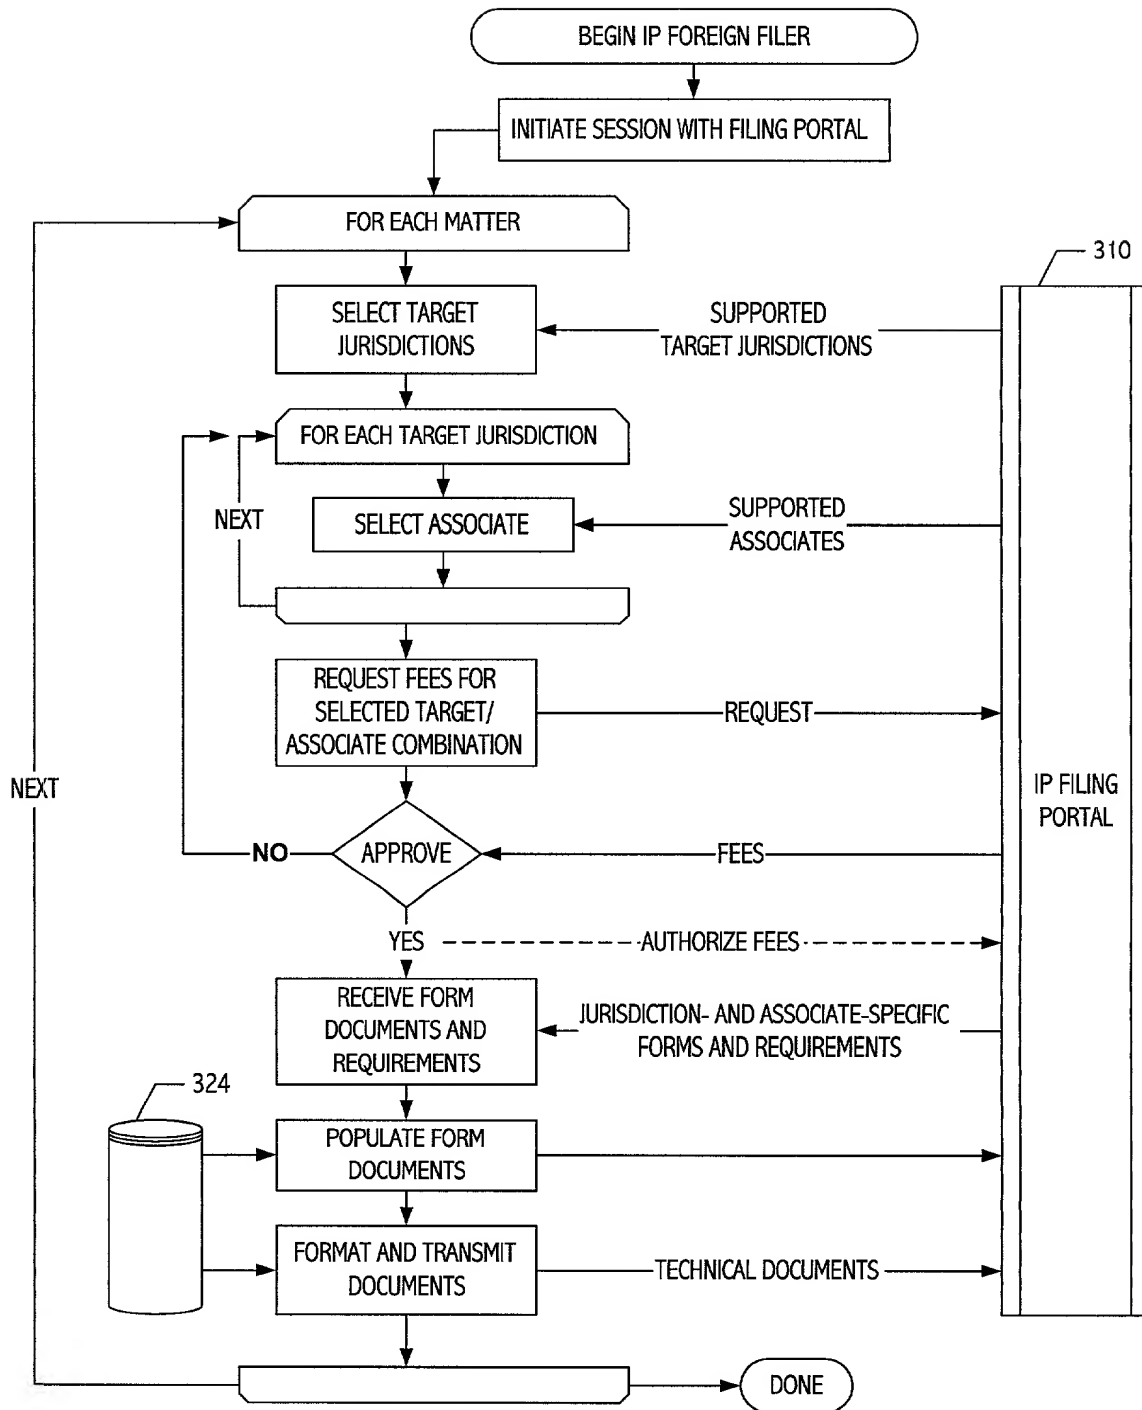 BEGIN IP FOREIGN FILER
INITIATE SESSION WITH FILING PORTAL
FOR EACH MATTER
310
SELECT TARGET
JURISDICTIONS
SUPPORTED
TARGET JURISDICTIONS
FOR EACH TARGET JURISDICTION
NEXT
SELECT ASSOCIATE
SUPPORTED
ASSOCIATES
REQUEST FEES FOR
SELECTED TARGET/
ASSOCIATE COMBINATION
REQUEST
NEXT
IP FILING
PORTAL
NO
APPROVE
FEES
YES
AUTHORIZE FEES
RECEIVE FORM
DOCUMENTS AND
REQUIREMENTS
JURISDICTION- AND ASSOCIATE-SPECIFIC
FORMS AND REQUIREMENTS
324
POPULATE FORM
DOCUMENTS
FORMAT AND TRANSMIT
DOCUMENTS
TECHNICAL DOCUMENTS
DONE